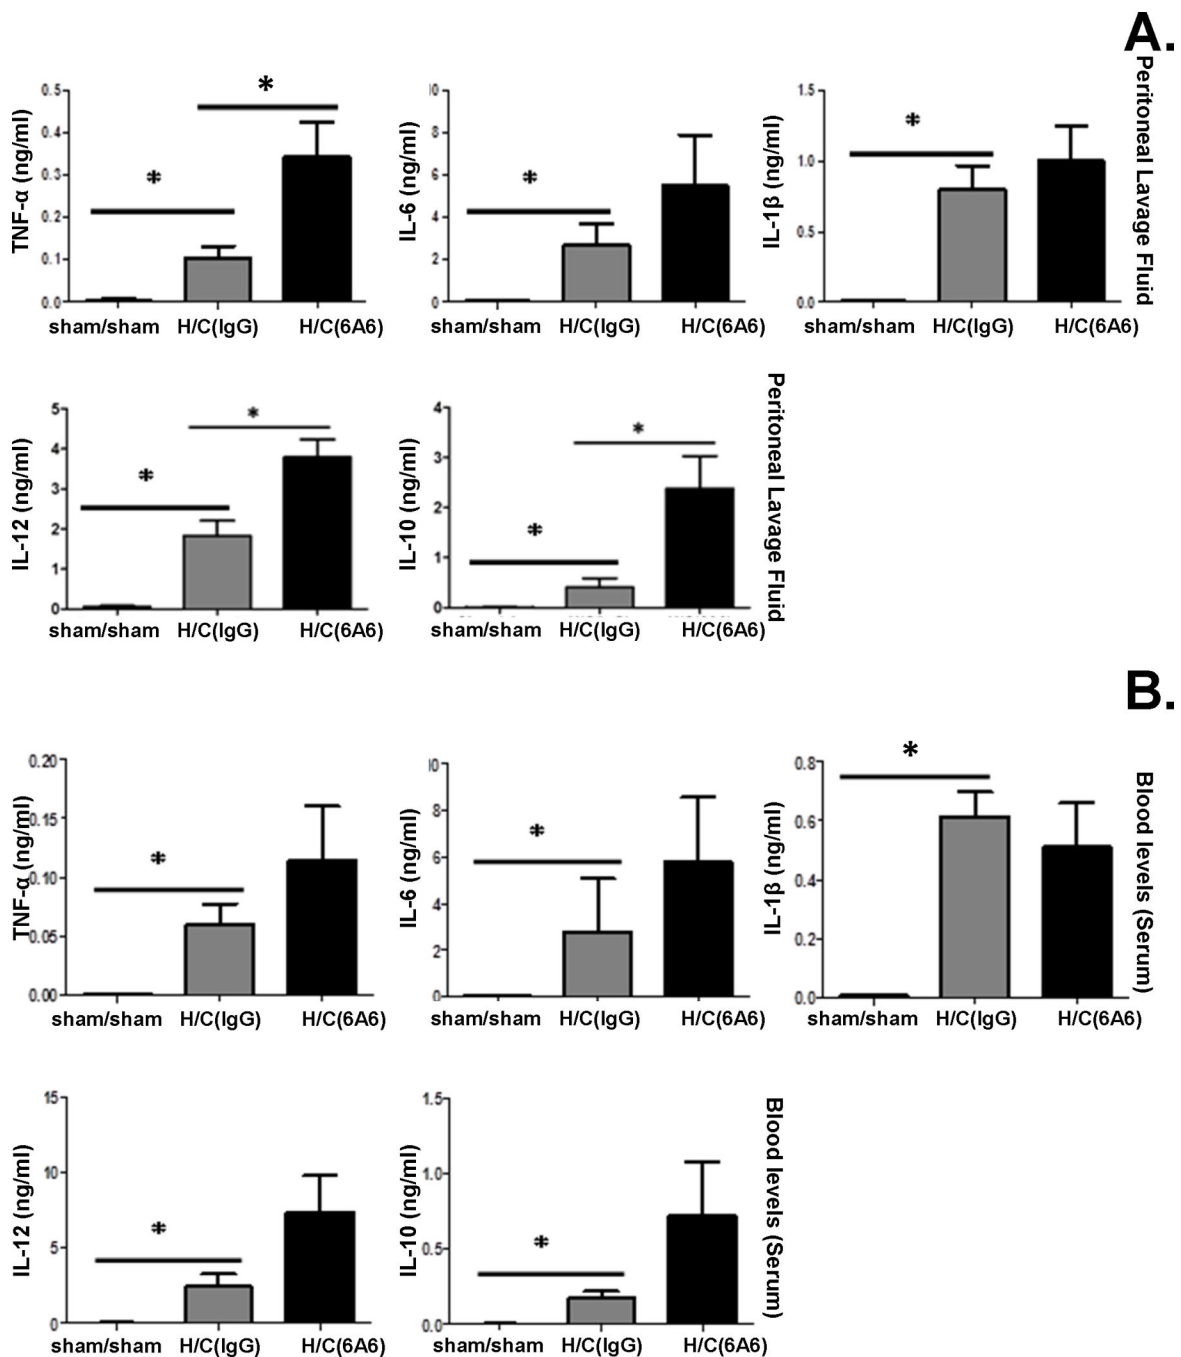 A.
Peritoneal Lavage Fluid
TNF-α (ng/ml)
0.5
0.4
0.3
0.2
0.1
0.0
*
*
sham/sham H/C(IgG) H/C(6A6)
IL-6 (ng/ml)
8
6
4
2
0
*
sham/sham H/C(IgG) H/C(6A6)
IL-1β (ng/ml)
1.5
1.0
0.5
0.0
*
sham/sham H/C(IgG) H/C(6A6)
Peritoneal Lavage Fluid
IL-12 (ng/ml)
5
4
3
2
1
0
*
*
sham/sham H/C(IgG) H/C(6A6)
IL-10 (ng/ml)
4
3
2
1
0
*
*
sham/sham H/C(IgG) H/C(6A6)
B.
Blood levels (Serum)
TNF-α (ng/ml)
0.20
0.15
0.10
0.05
0.00
*
sham/sham H/C(IgG) H/C(6A6)
IL-6 (ng/ml)
8
6
4
2
0
*
sham/sham H/C(IgG) H/C(6A6)
IL-1β (ng/ml)
0.8
0.6
0.4
0.2
0.0
*
sham/sham H/C(IgG) H/C(6A6)
Blood levels (Serum)
IL-12 (ng/ml)
15
10
5
0
*
sham/sham H/C(IgG) H/C(6A6)
IL-10 (ng/ml)
1.5
1.0
0.5
0.0
*
sham/sham H/C(IgG) H/C(6A6)